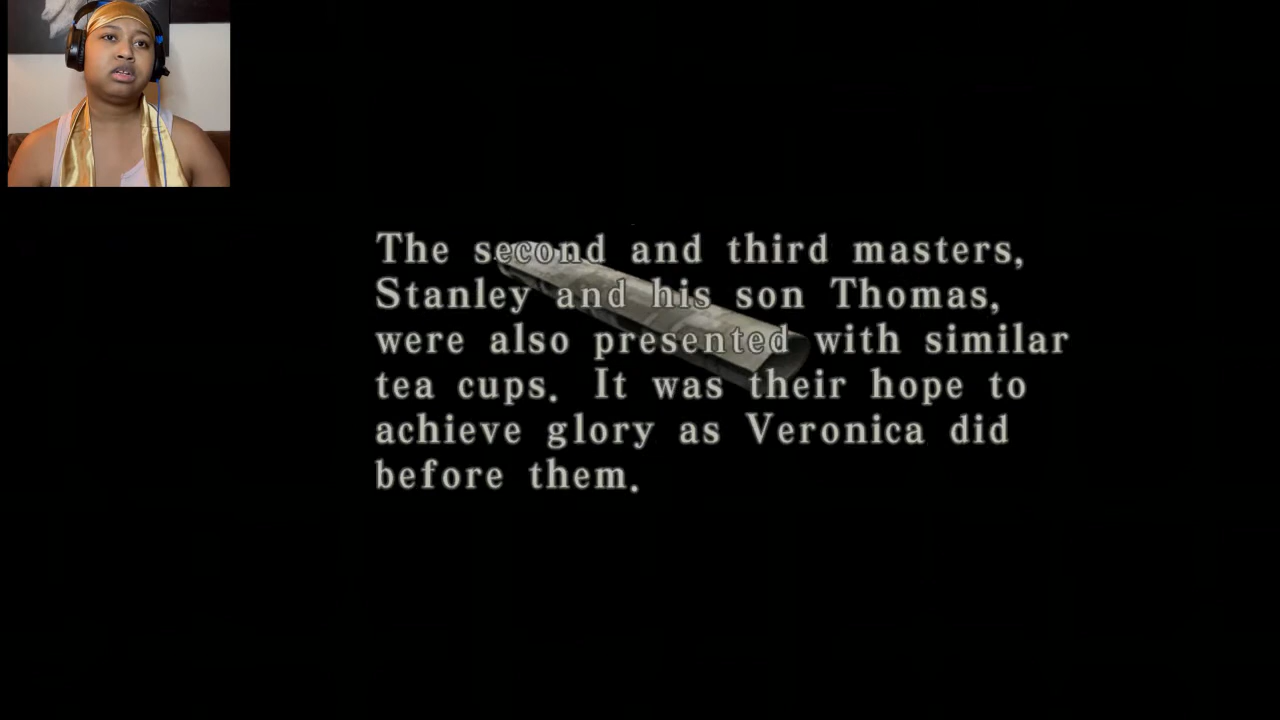 The second and third masters,
Stanley and his son Thomas,
were also presented with similar
tea cups. It was their hope to
achieve glory as Veronica did
before them.